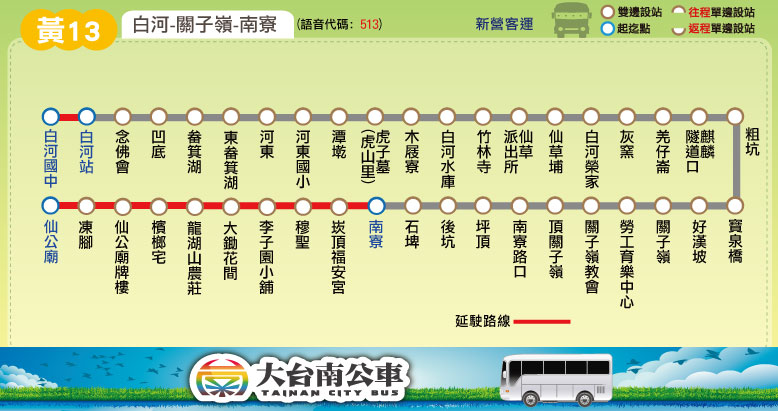 黃13
白河-關子嶺-南寮
(語音代碼：513)
新營客運
雙邊設站
往程單邊設站
起迄點
返程單邊設站
白河國中
白河站
念佛會
凹底
畚箕湖
東畚箕湖
河東
河東國小
潭墘
虎子墓
(虎山里)
木屐寮
白河水庫
竹林寺
仙草
派出所
仙草埔
白河榮家
灰窯
羌仔崙
麒麟
隧道口
粗坑
仙公廟
凍腳
仙公廟牌樓
檳榔宅
龍湖山農莊
大鋤花間
李子園小舖
穆聖
崁頂福安宮
南寮
石埤
後坑
坪頂
南寮路口
頂關子嶺
關子嶺教會
勞工育樂中心
關子嶺
好漢坡
寶泉橋
延駛路線
大台南公車
TAINAN CITY BUS